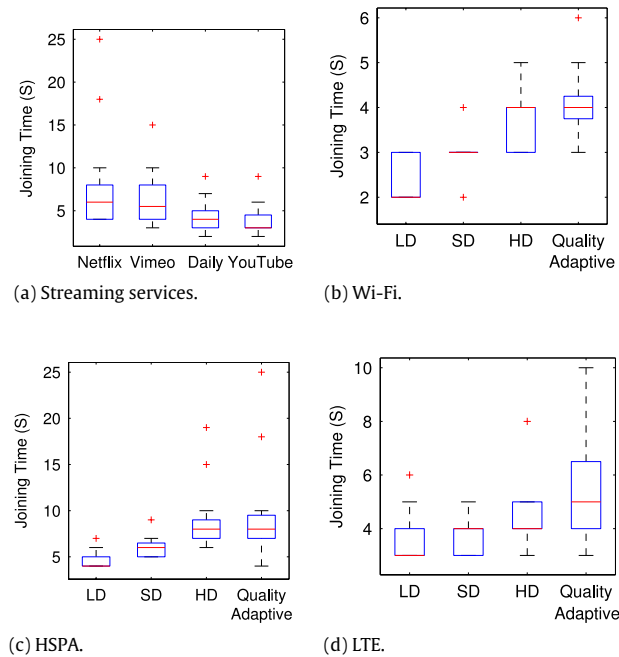 25
20
15
10
5
Joining Time (S)
Netflix Vimeo Daily YouTube
(a) Streaming services.
6
5
4
3
2
Joining Time (S)
LD SD HD Quality
Adaptive
(b) Wi-Fi.
25
20
15
10
5
Joining Time (S)
LD SD HD Quality
Adaptive
(c) HSPA.
10
8
6
4
Joining Time (S)
LD SD HD Quality
Adaptive
(d) LTE.